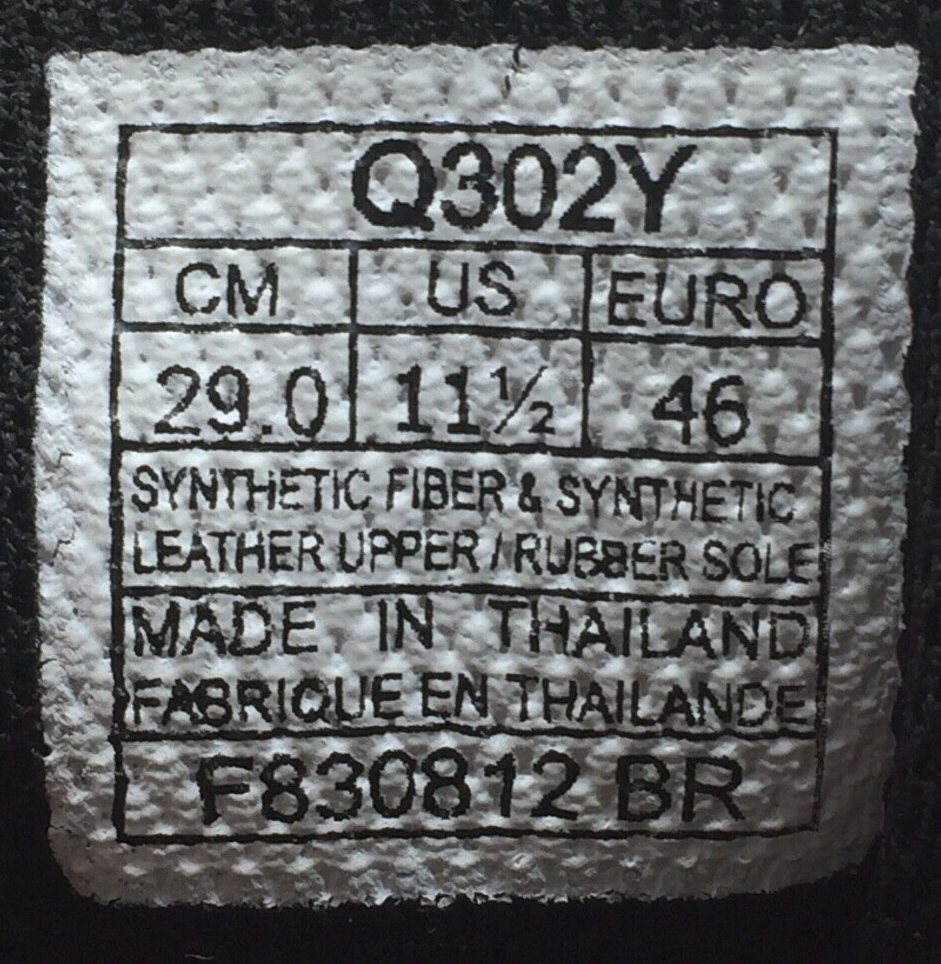 Q302Y
CM US EURO
29.0 11½ 46
SYNTHETIC FIBER & SYNTHETIC
LEATHER UPPER / RUBBER SOLE
MADE IN THAILAND
FABRIQUE EN THAILANDE
F830812 BR